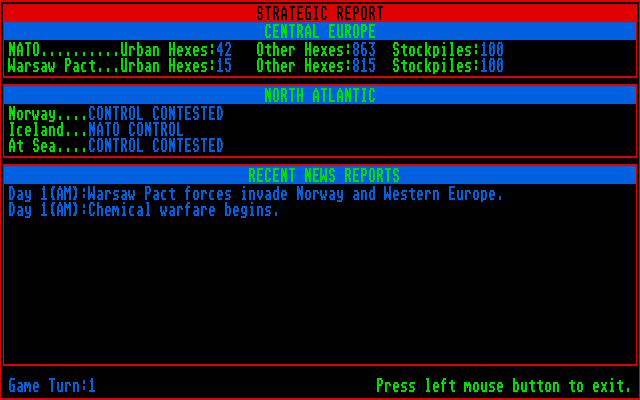 STRATEGIC REPORT
CENTRAL EUROPE
NATO..........Urban Hexes:42 Other Hexes:863 Stockpiles:100
Warsaw Pact...Urban Hexes:15 Other Hexes:815 Stockpiles:100
NORTH ATLANTIC
Norway....CONTROL CONTESTED
Iceland...NATO CONTROL
At Sea....CONTROL CONTESTED
RECENT NEWS REPORTS
Day 1(AM):Warsaw Pact forces invade Norway and Western Europe.
Day 1(AM):Chemical warfare begins.
Game Turn:1 Press left mouse button to exit.